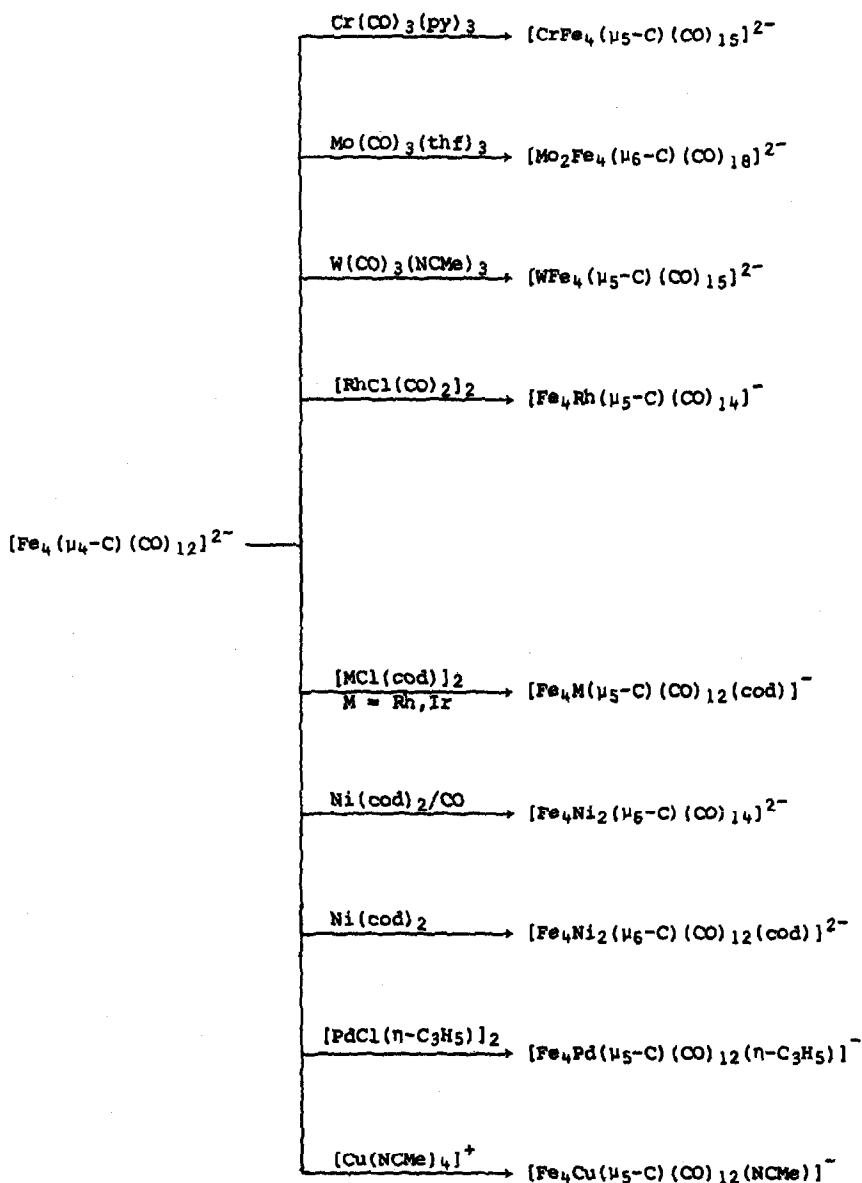 Cr(CO)₃(py)₃
[CrFe₄(μ₅-C)(CO)₁₅]²⁻
Mo(CO)₃(thf)₃
[Mo₂Fe₄(μ₆-C)(CO)₁₈]²⁻
W(CO)₃(NCMe)₃
[WFe₄(μ₅-C)(CO)₁₅]²⁻
[RhCl(CO)₂]₂
[Fe₄Rh(μ₅-C)(CO)₁₄]⁻
[Fe₄(μ₄-C)(CO)₁₂]²⁻
[MCl(cod)]₂
M = Rh,Ir
[Fe₄M(μ₅-C)(CO)₁₂(cod)]⁻
Ni(cod)₂/CO
[Fe₄Ni₂(μ₆-C)(CO)₁₄]²⁻
Ni(cod)₂
[Fe₄Ni₂(μ₆-C)(CO)₁₂(cod)]²⁻
[PdCl(η-C₃H₅)]₂
[Fe₄Pd(μ₅-C)(CO)₁₂(η-C₃H₅)]⁻
[Cu(NCMe)₄]⁺
[Fe₄Cu(μ₅-C)(CO)₁₂(NCMe)]⁻